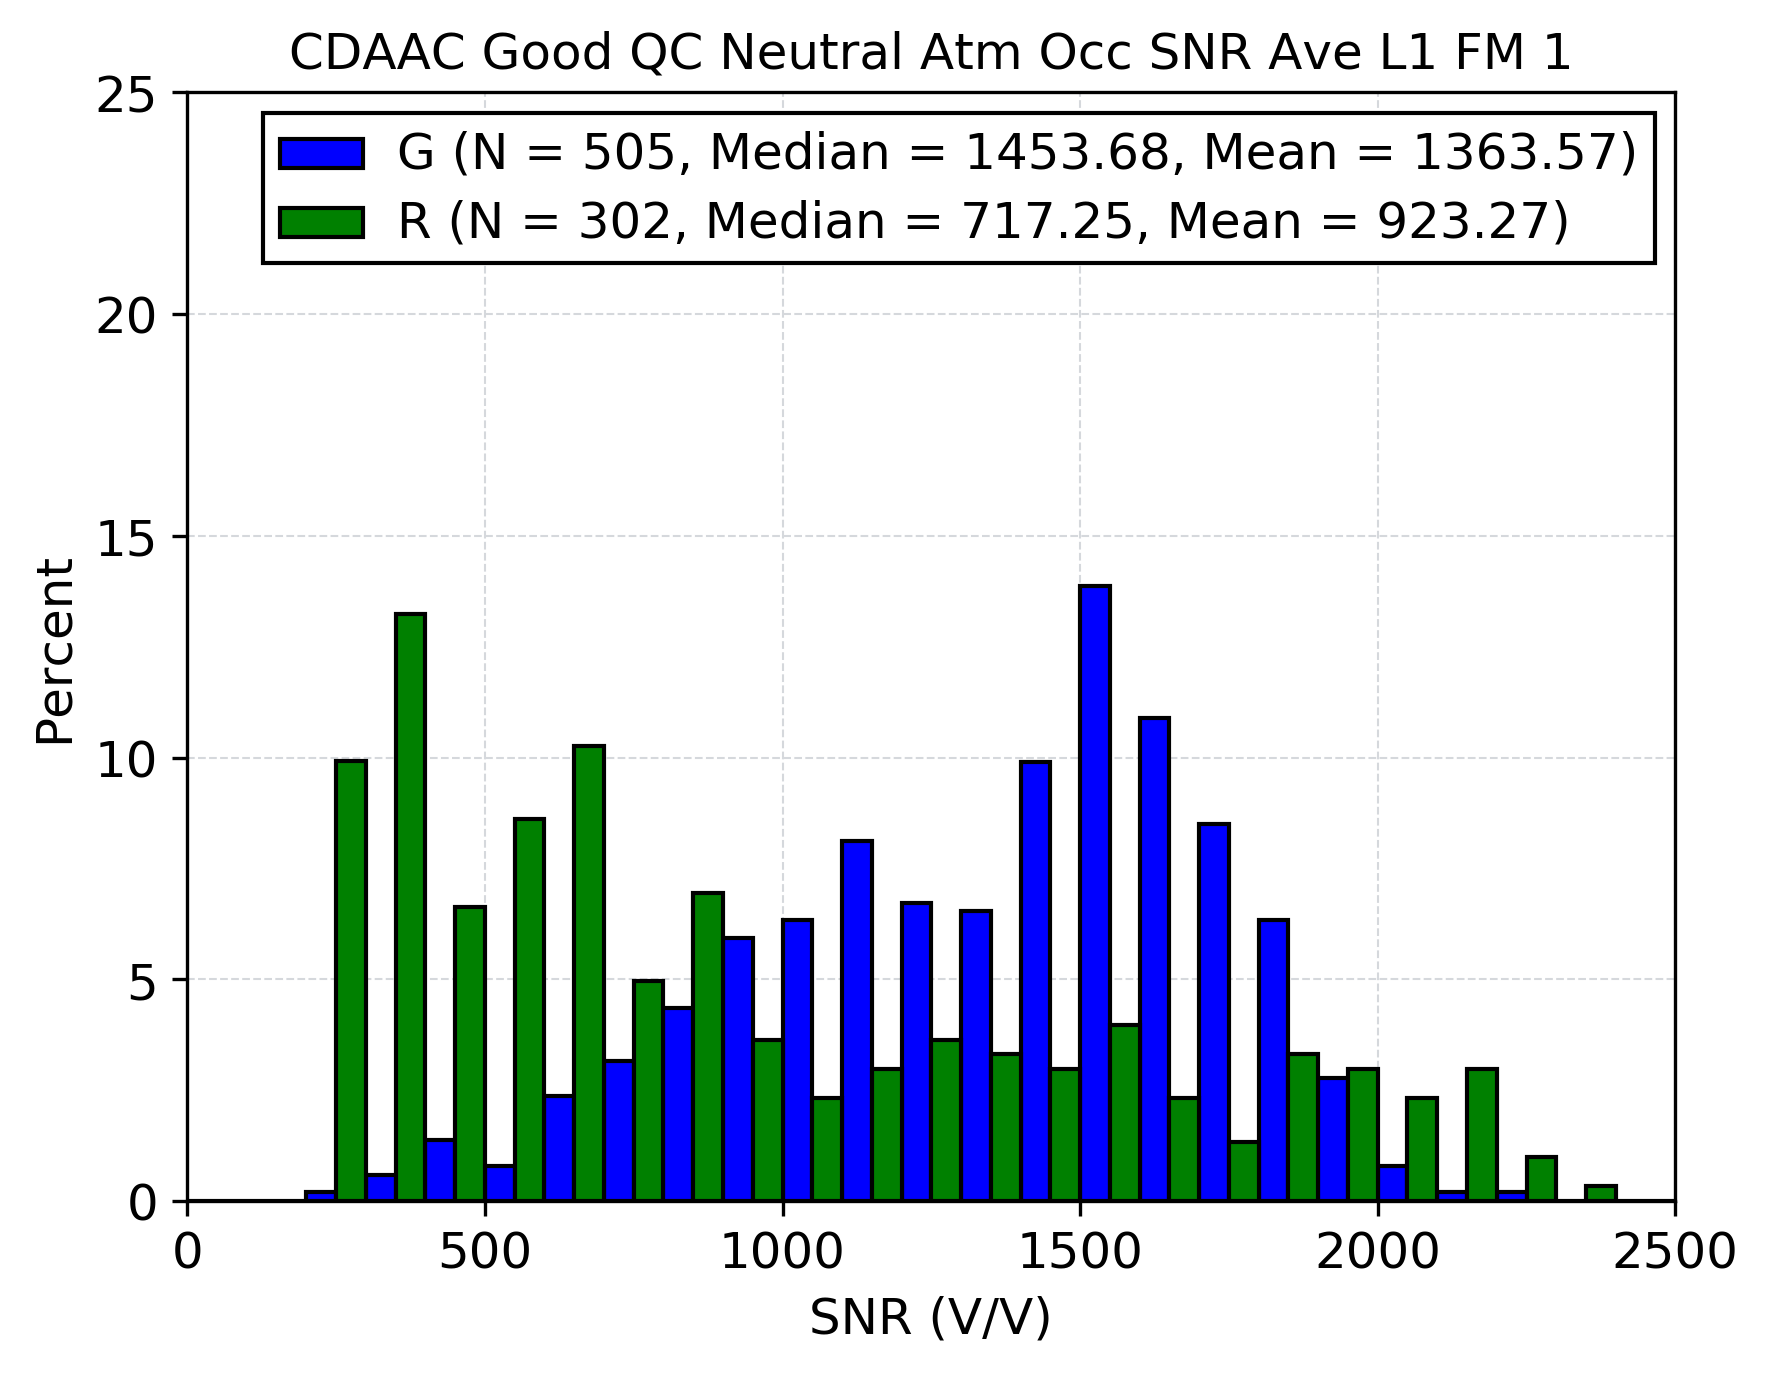 CDAAC Good QC Neutral Atm Occ SNR Ave L1 FM 1
G (N = 505, Median = 1453.68, Mean = 1363.57)
R (N = 302, Median = 717.25, Mean = 923.27)
25
20
15
10
5
0
Percent
0 500 1000 1500 2000 2500
SNR (V/V)